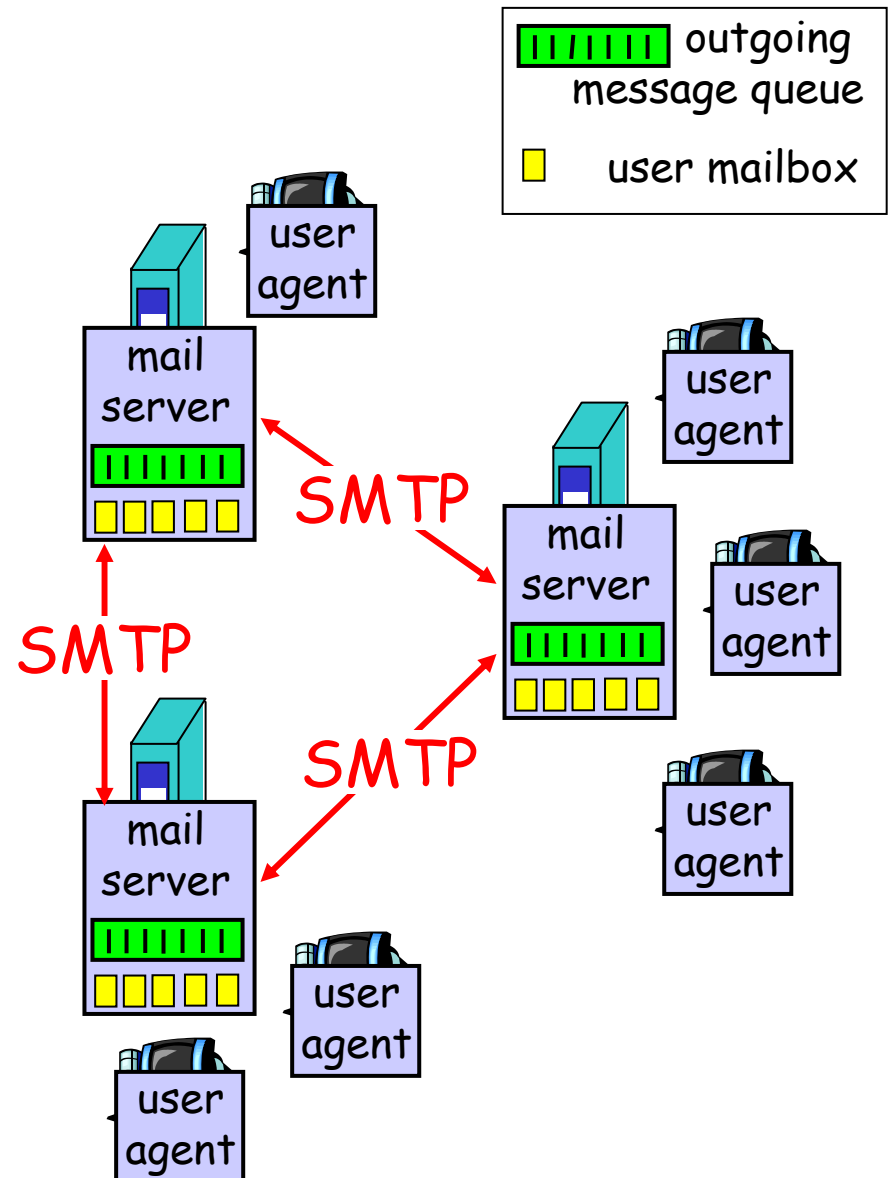 outgoing
message queue
user mailbox
user
agent
mail
server
user
agent
SMTP
mail
server
user
agent
SMTP
SMTP
user
agent
mail
server
user
agent
user
agent